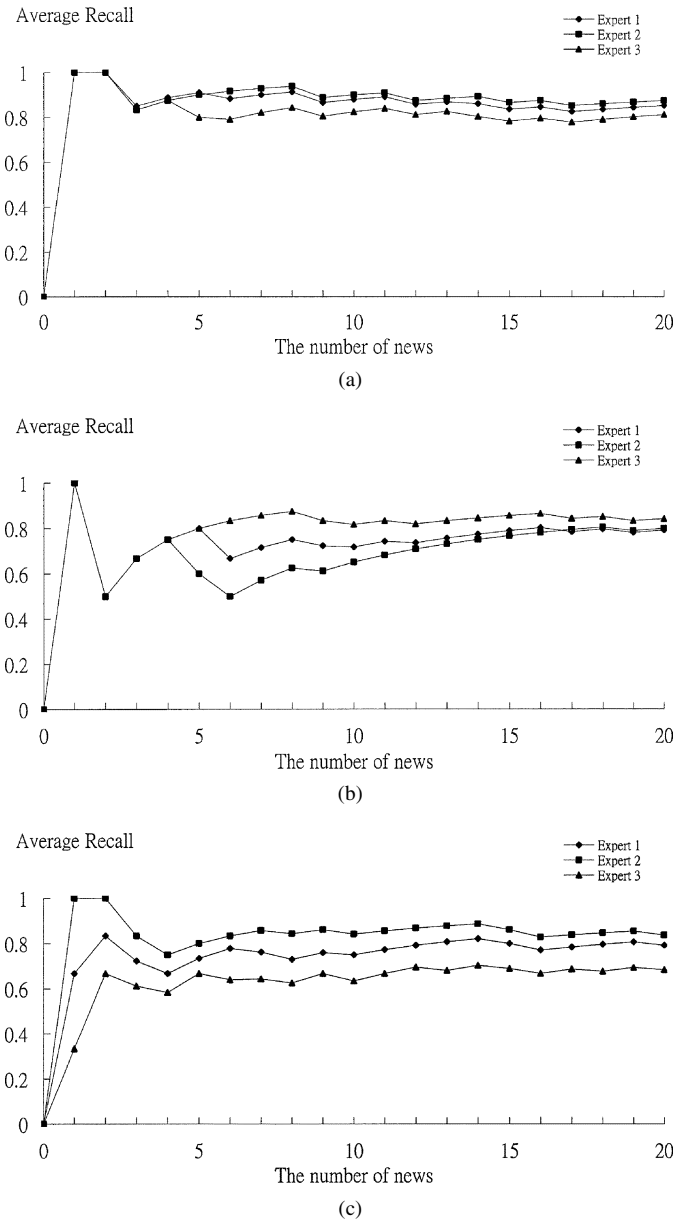 Average Recall
Expert 1
Expert 2
Expert 3
1
0.8
0.6
0.4
0.2
0
0 5 10 15 20
The number of news
(a)
Average Recall
Expert 1
Expert 2
Expert 3
1
0.8
0.6
0.4
0.2
0
0 5 10 15 20
The number of news
(b)
Average Recall
Expert 1
Expert 2
Expert 3
1
0.8
0.6
0.4
0.2
0
0 5 10 15 20
The number of news
(c)